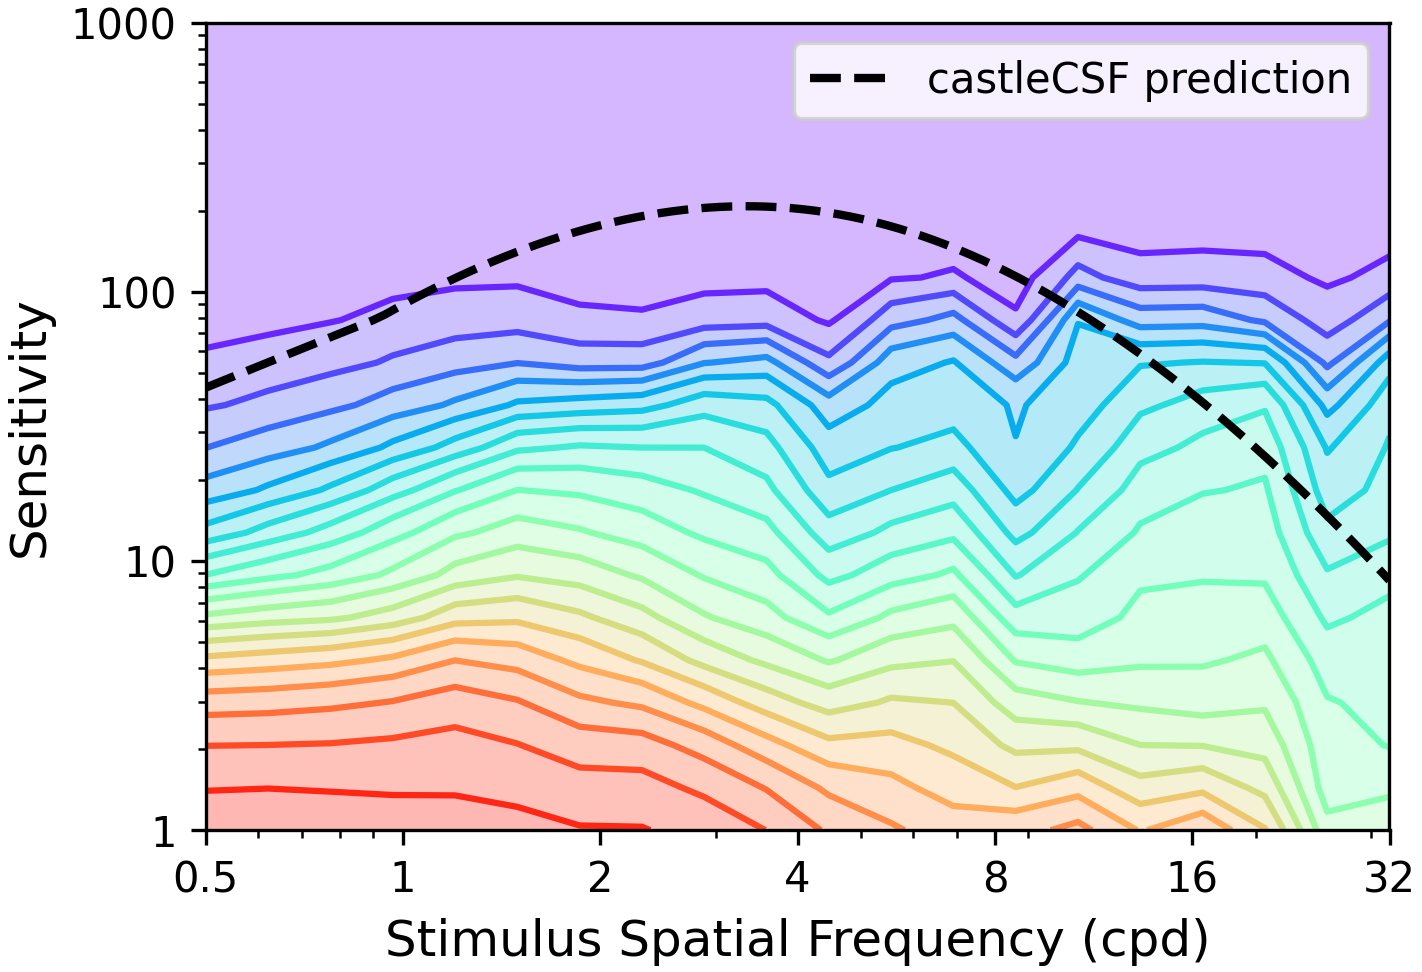 1000
castleCSF prediction
100
Sensitivity
10
1
0.5 1 2 4 8 16 32
Stimulus Spatial Frequency (cpd)